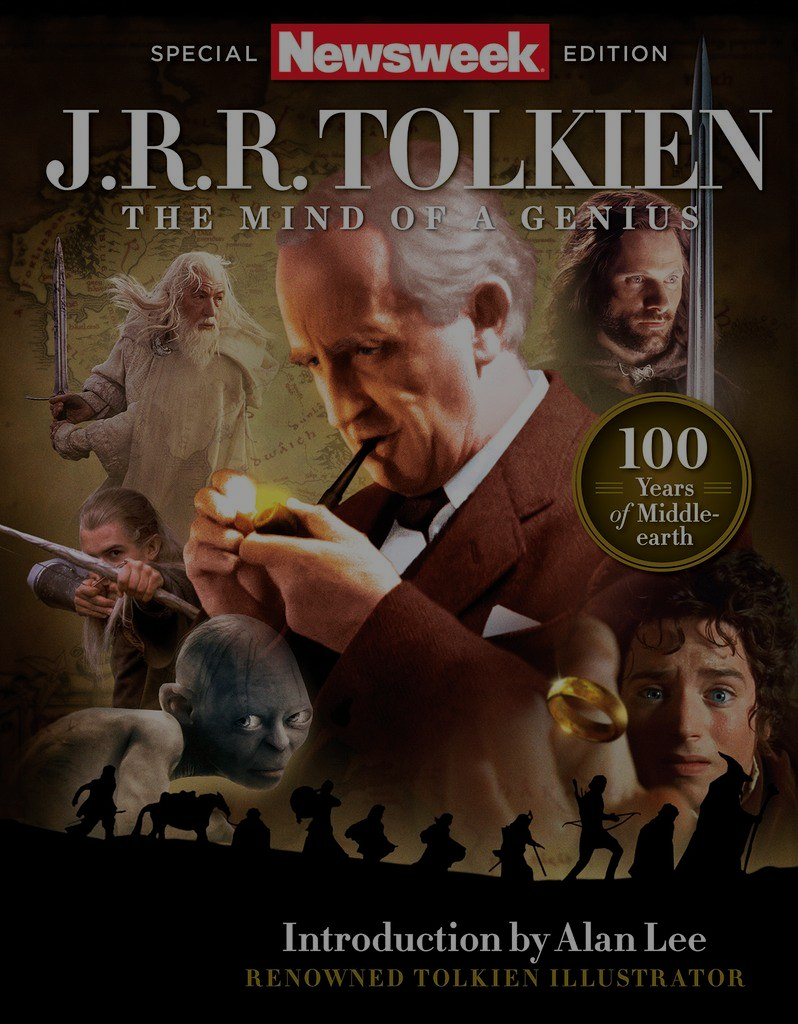 SPECIAL Newsweek EDITION
J.R.R. TOLKIEN
THE MIND OF A GENIUS
100
Years
of Middle-
earth
Introduction by Alan Lee
RENOWNED TOLKIEN ILLUSTRATOR